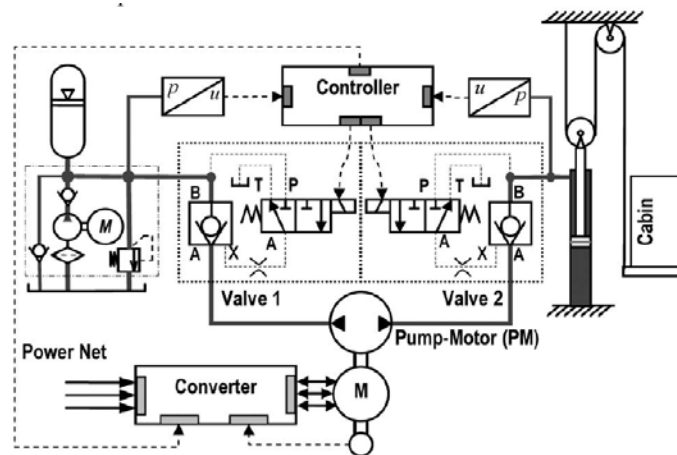 p
u
Controller
u
p
T
P
P
T
B
B
M
A
X
A
A
X
A
Cabin
Valve 1
Valve 2
Pump-Motor (PM)
Power Net
Converter
M